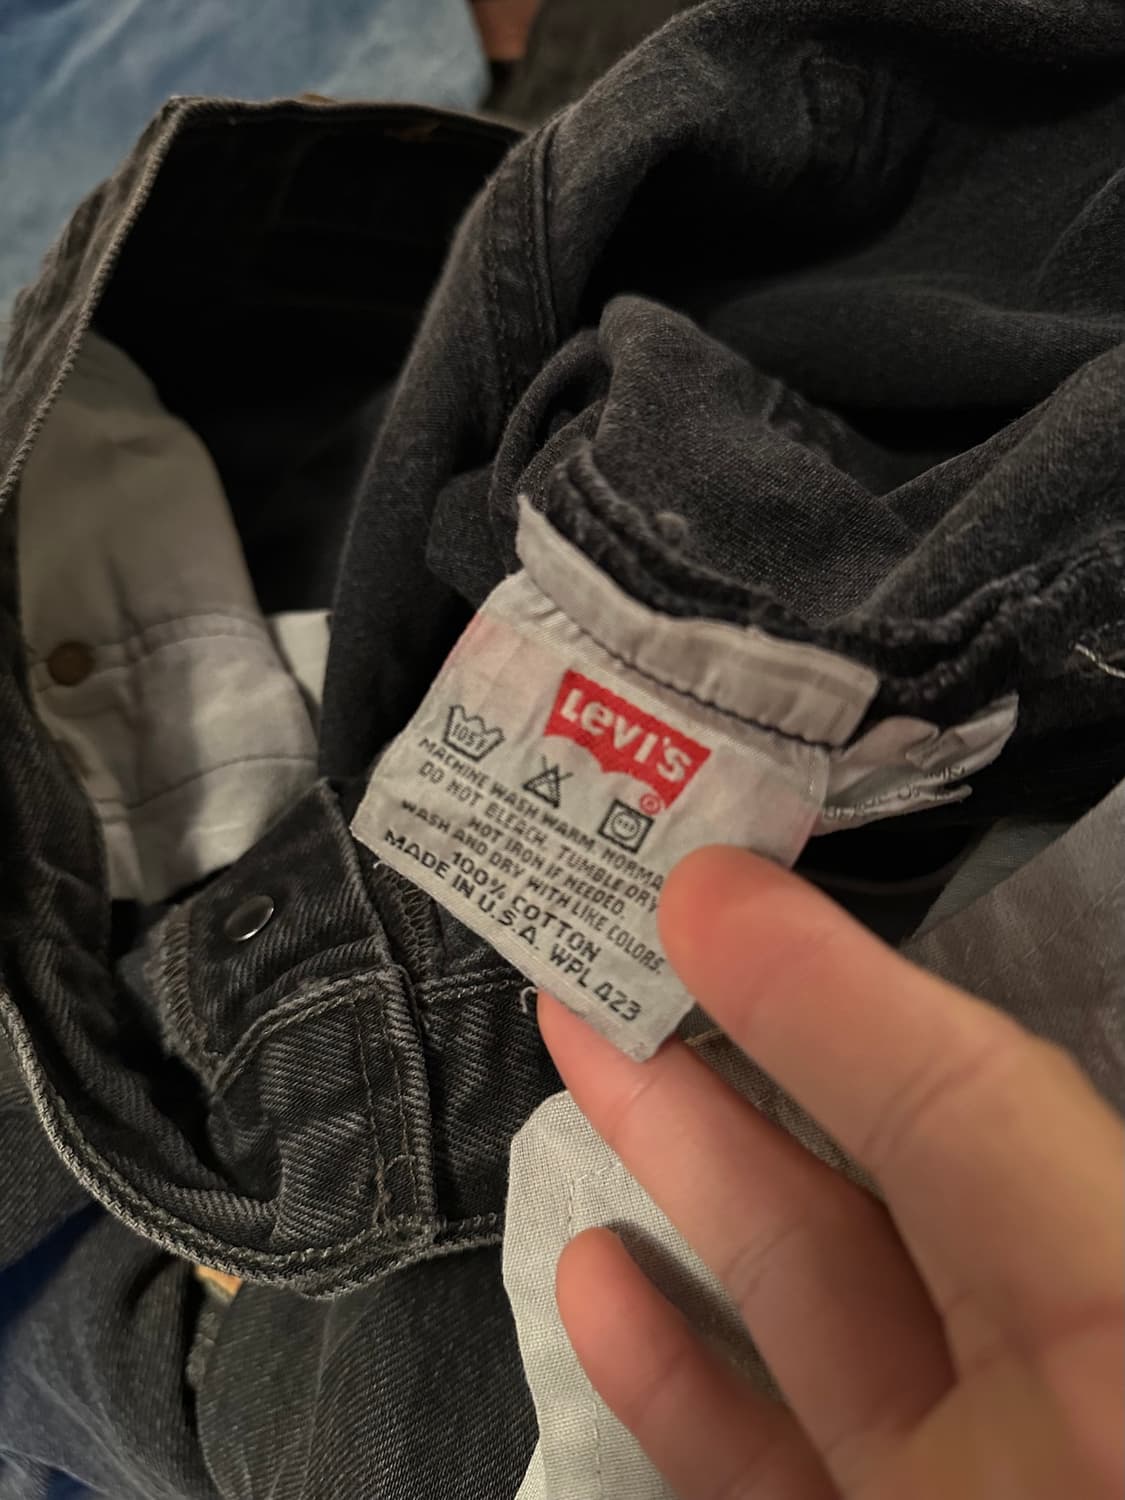 Levi's
®
105F
MACHINE WASH WARM, NORMAL
DO NOT BLEACH. TUMBLE DRY
HOT IRON IF NEEDED.
WASH AND DRY WITH LIKE COLORS.
100% COTTON
MADE IN U.S.A. WPL 423